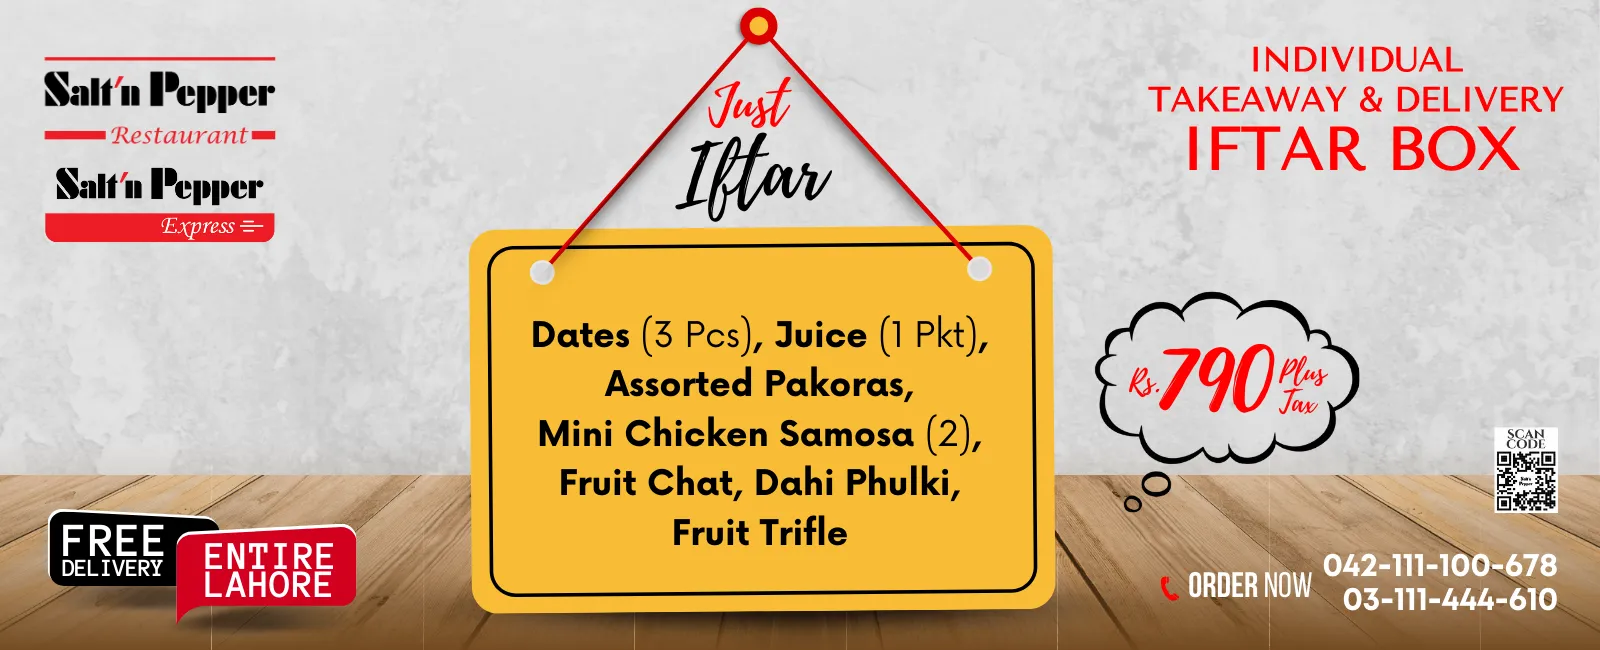 Salt'n Pepper
Restaurant
Salt'n Pepper
Express
Just
Iftar
INDIVIDUAL
TAKEAWAY & DELIVERY
IFTAR BOX
Dates (3 Pcs), Juice (1 Pkt),
Assorted Pakoras,
Mini Chicken Samosa (2),
Fruit Chat, Dahi Phulki,
Fruit Trifle
Rs.790 Plus
Tax
SCAN
CODE
FREE
DELIVERY
ENTIRE
LAHORE
ORDER NOW
042-111-100-678
03-111-444-610